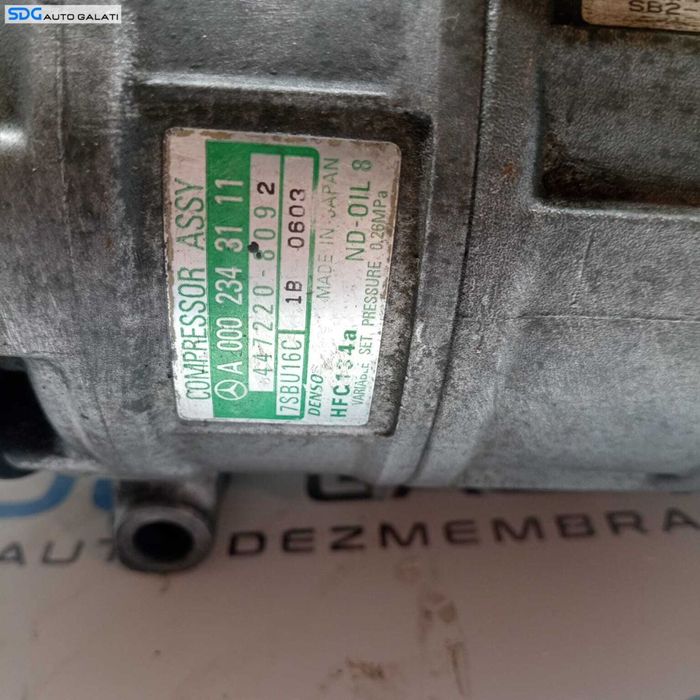 SDG AUTO GALATI
SB2-
COMPRESSOR ASSY
A 000 234 31 11
447220-8092
7SBU16C 1B 0603
DENSO MADE IN JAPAN
HFC134a ND-OIL 8
VARIABLE SET PRESSURE 0.26MPa
AUTO DEZMEMBRA